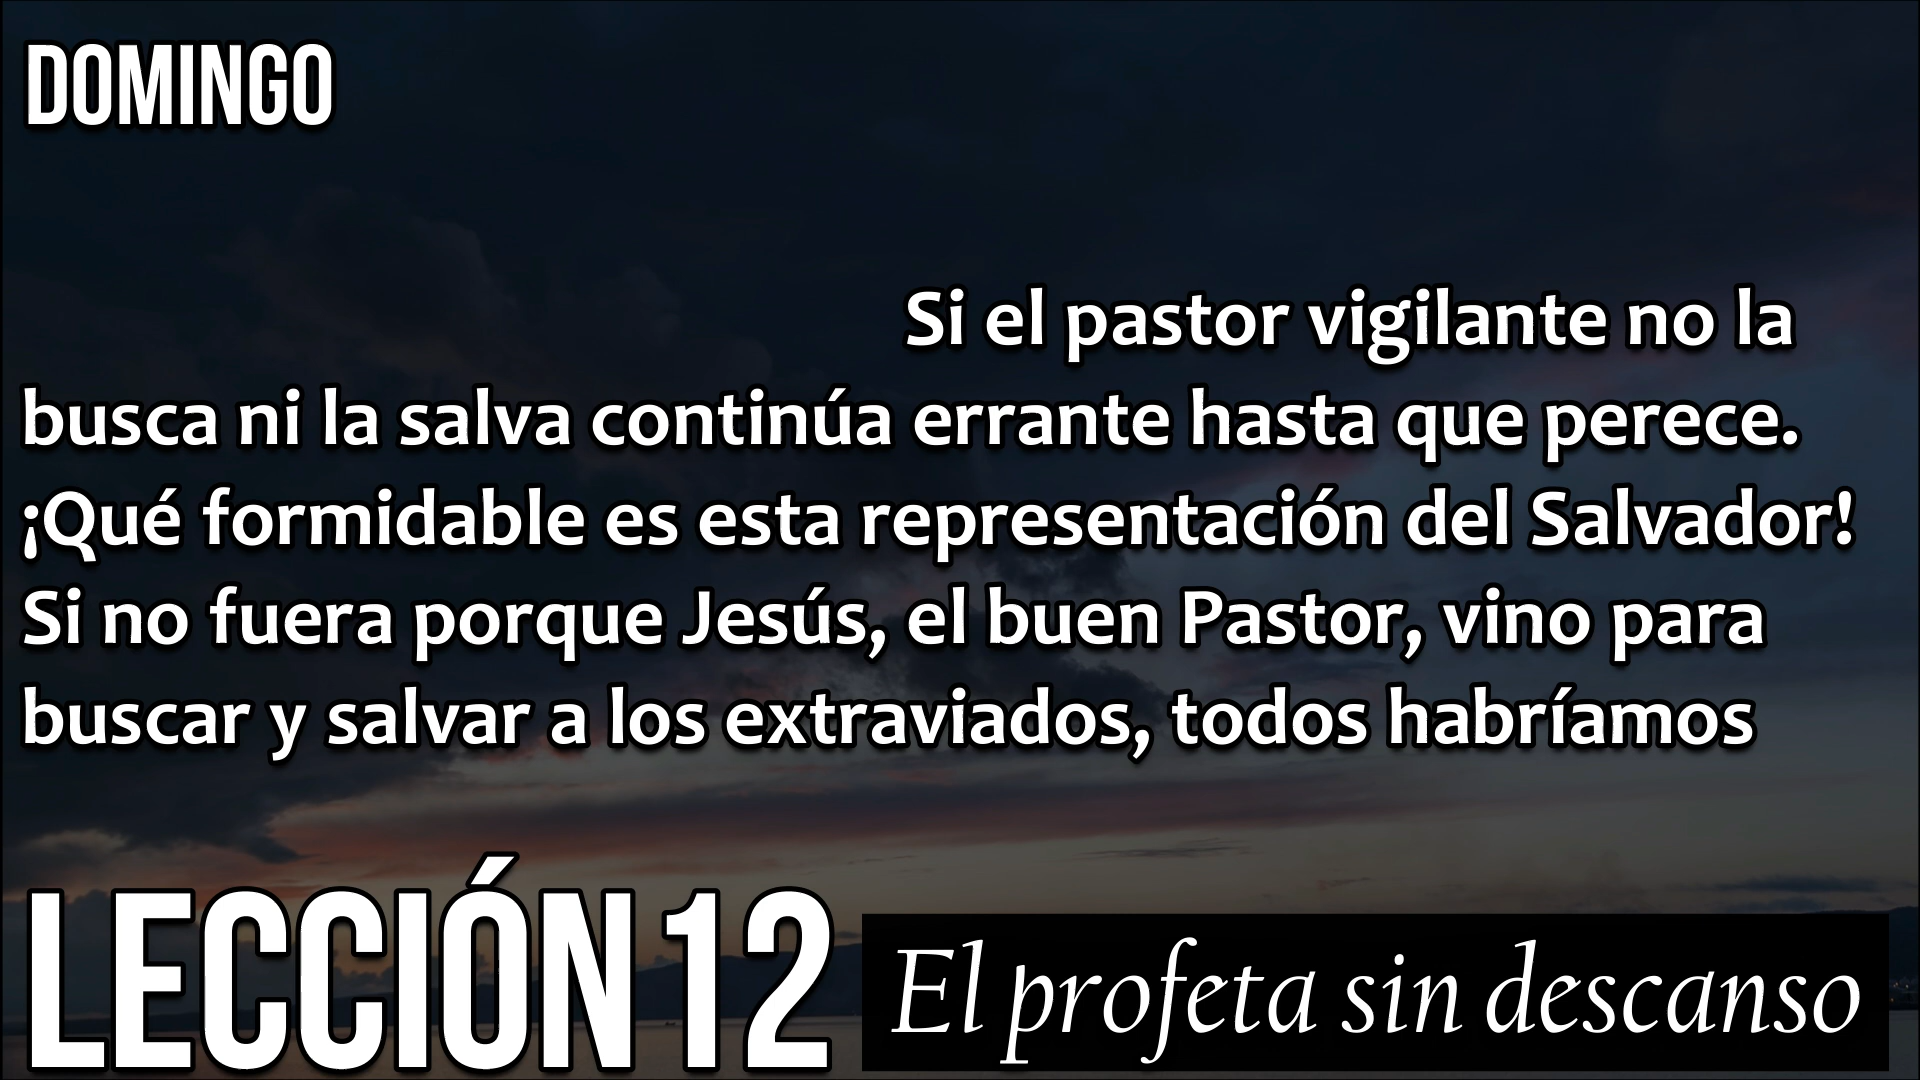 DOMINGO
Si el pastor vigilante no la
busca ni la salva continúa errante hasta que perece.
¡Qué formidable es esta representación del Salvador!
Si no fuera porque Jesús, el buen Pastor, vino para
buscar y salvar a los extraviados, todos habríamos
LECCIÓN 12
El profeta sin descanso